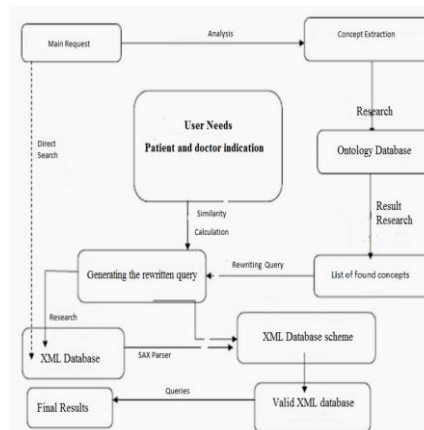 Main Request
Analysis
Concept Extraction
Direct
Search
Research
User Needs
Patient and doctor indication
Ontology Database
Similarity
Calculation
Result
Research
Generating the rewritten query
Rewriting Query
List of found concepts
Research
XML Database
SAX Parser
XML Database scheme
Final Results
Queries
Valid XML database